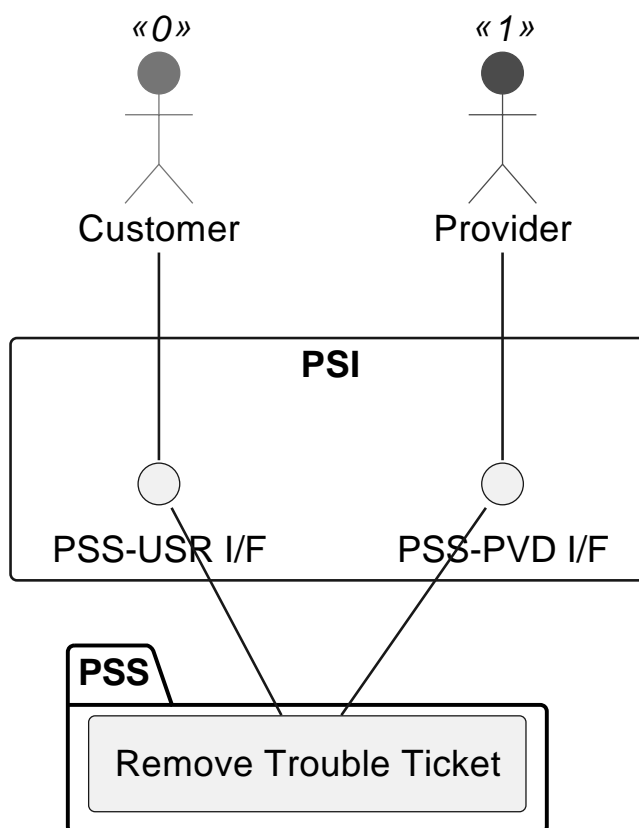 «0» «1»
Customer Provider
PSI
PSS-USR I/F PSS-PVD I/F
PSS
Remove Trouble Ticket